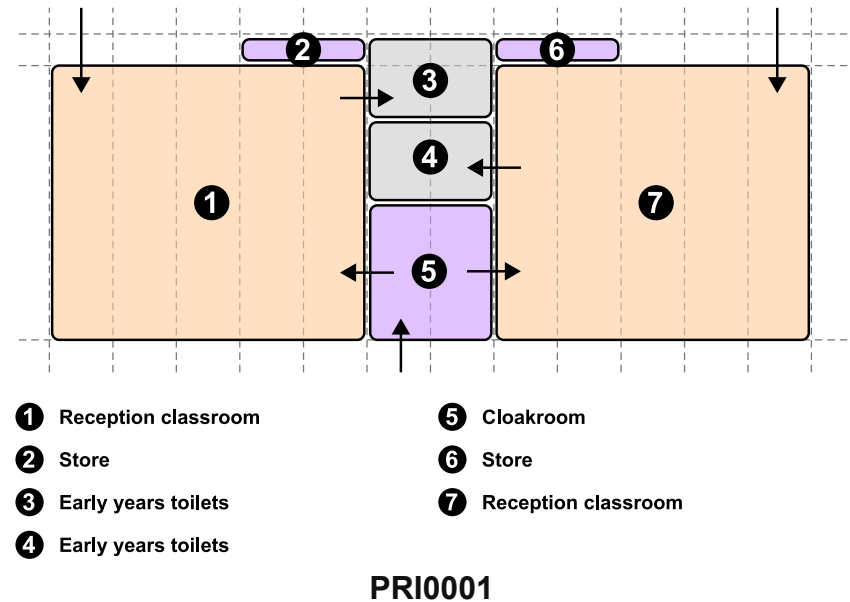 2
6
3
4
1
7
5
1 Reception classroom
2 Store
3 Early years toilets
4 Early years toilets
5 Cloakroom
6 Store
7 Reception classroom
PRI0001